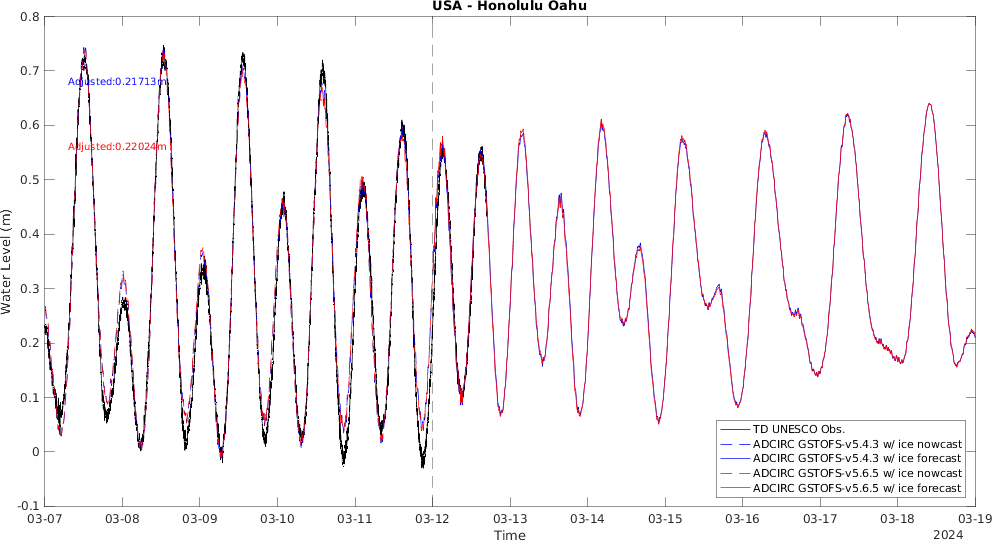 USA - Honolulu Oahu
0.8
0.7
Adjusted:0.21713m
0.6
Adjusted:0.22024m
0.5
0.4
Water Level (m)
0.3
0.2
0.1
0
-0.1
TD UNESCO Obs.
ADCIRC GSTOFS-v5.4.3 w/ ice nowcast
ADCIRC GSTOFS-v5.4.3 w/ ice forecast
ADCIRC GSTOFS-v5.6.5 w/ ice nowcast
ADCIRC GSTOFS-v5.6.5 w/ ice forecast
03-07 03-08 03-09 03-10 03-11 03-12 03-13 03-14 03-15 03-16 03-17 03-18 03-19
Time
2024